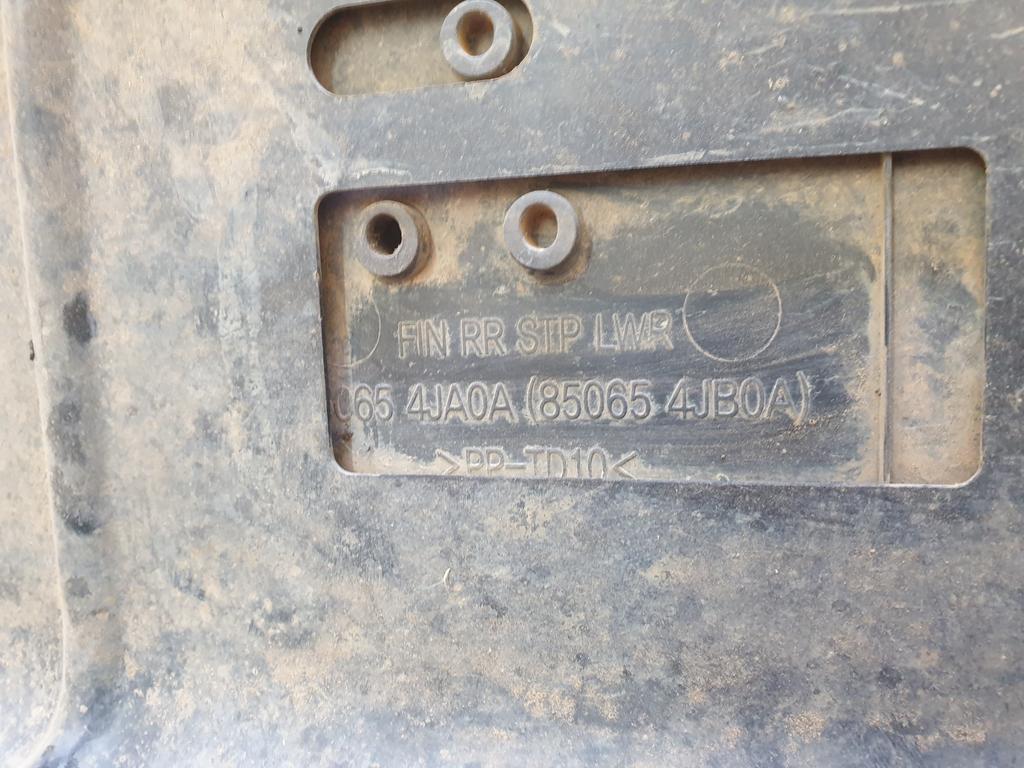 FIN RR STP LWR
065 4JA0A (85065 4JB0A)
>PP-TD10<